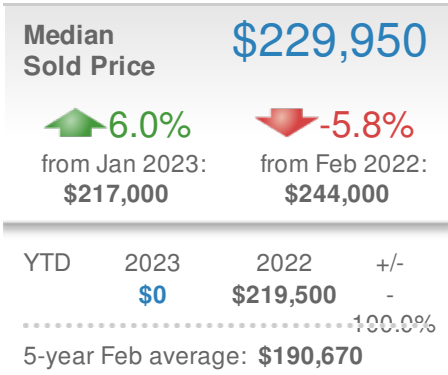 Median $229,950
Sold Price
6.0% -5.8%
from Jan 2023: from Feb 2022:
$217,000 $244,000
YTD 2023 2022 +/-
$0 $219,500 -
100.0%
5-year Feb average: $190,670